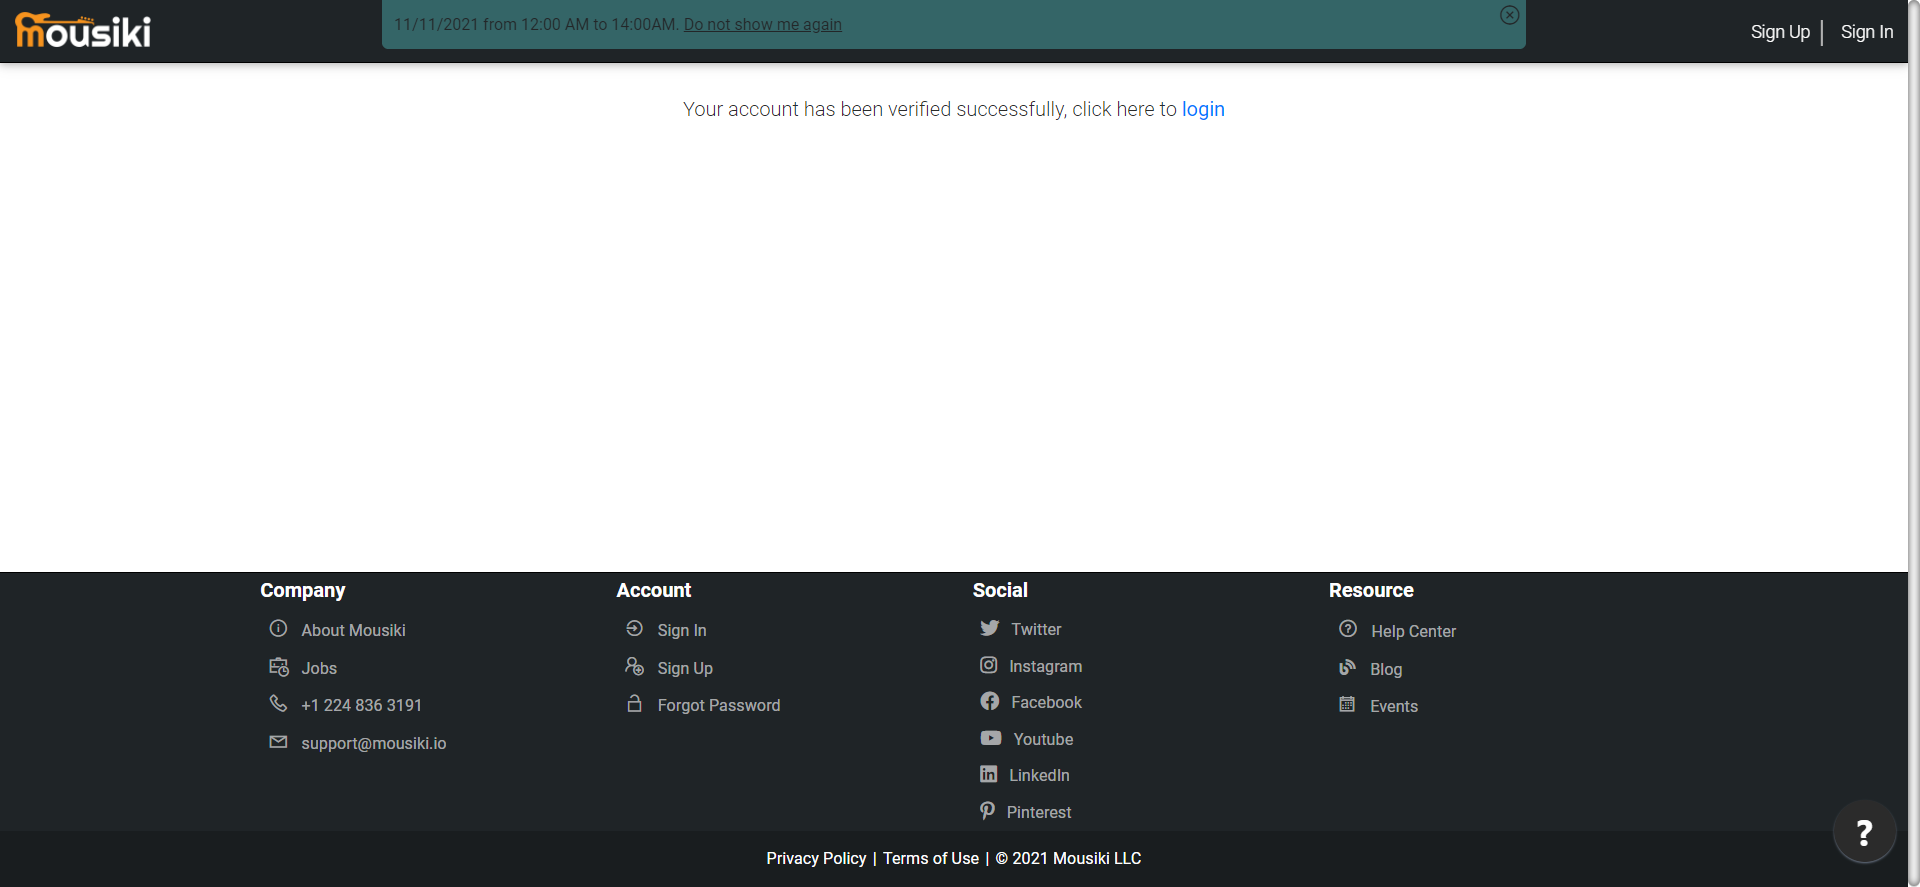 mousiki
11/11/2021 from 12:00 AM to 14:00AM. Do not show me again
Sign Up
Sign In
Your account has been verified successfully, click here to login
Company
About Mousiki
Jobs
+1 224 836 3191
support@mousiki.io
Account
Sign In
Sign Up
Forgot Password
Social
Twitter
Instagram
Facebook
Youtube
LinkedIn
Pinterest
Resource
Help Center
Blog
Events
?
Privacy Policy | Terms of Use | © 2021 Mousiki LLC